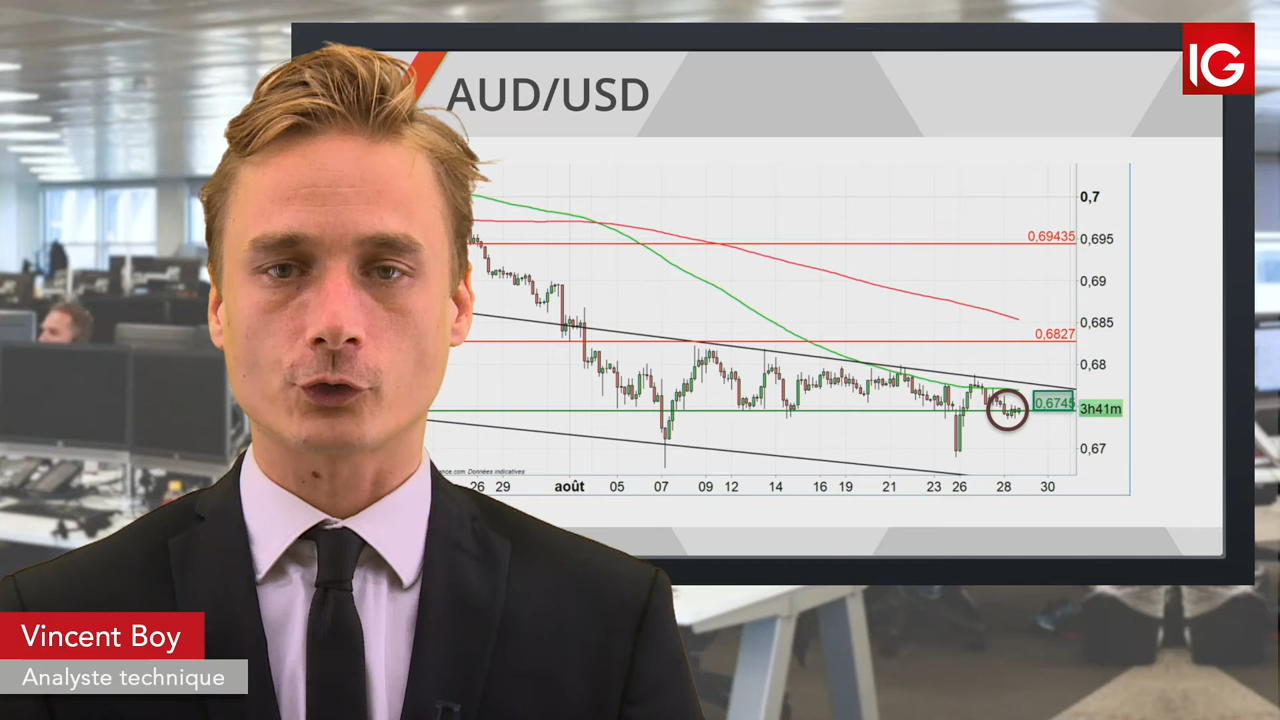 IG
AUD/USD
0,7
0,69435
0,695
0,69
0,685
0,6827
0,68
0,6745
3h41m
0,67
Données indicatives
26 29 août 05 07 09 12 14 16 19 21 23 26 28 30
Vincent Boy
Analyste technique